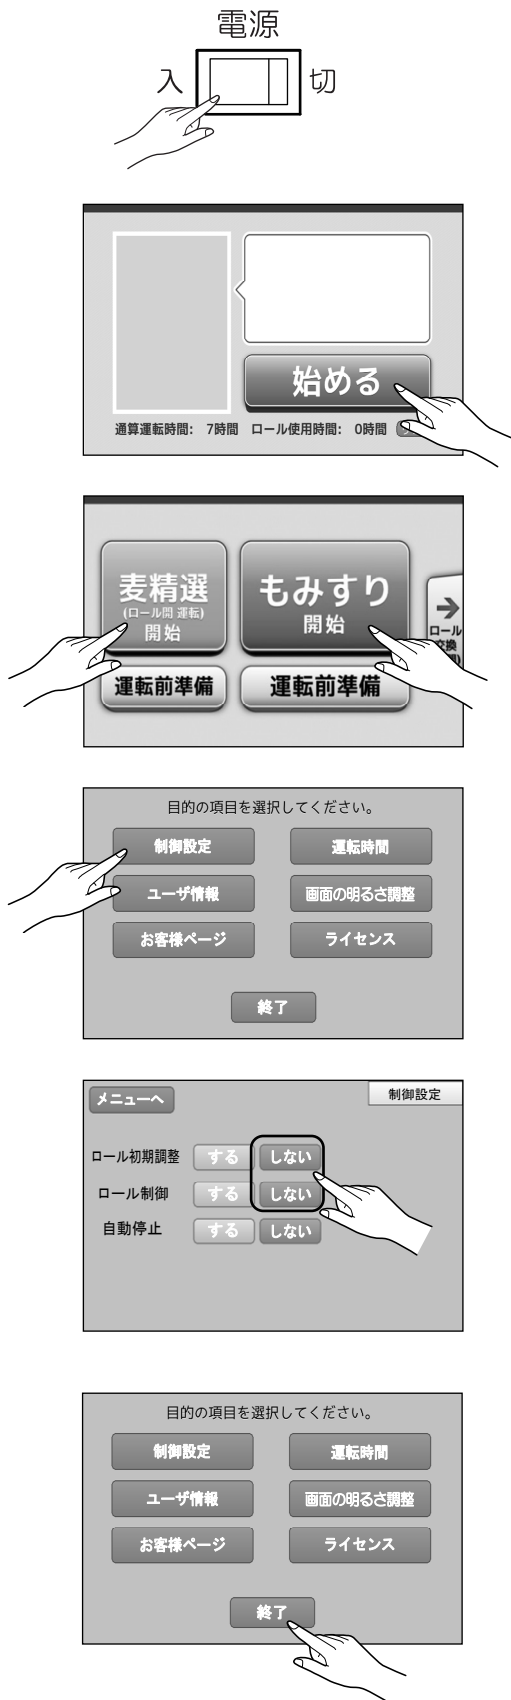 電源
入 切
始める
通算運転時間: 7時間 ロール使用時間: 0時間
麦精選 もみすり
(ロール開 運転)
開始 開始
ロール
交換
運転前準備 運転前準備
目的の項目を選択してください。
制御設定 運転時間
ユーザ情報 画面の明るさ調整
お客様ページ ライセンス
終了
メニューへ 制御設定
ロール初期調整 する しない
ロール制御 する しない
自動停止 する しない
目的の項目を選択してください。
制御設定 運転時間
ユーザ情報 画面の明るさ調整
お客様ページ ライセンス
終了